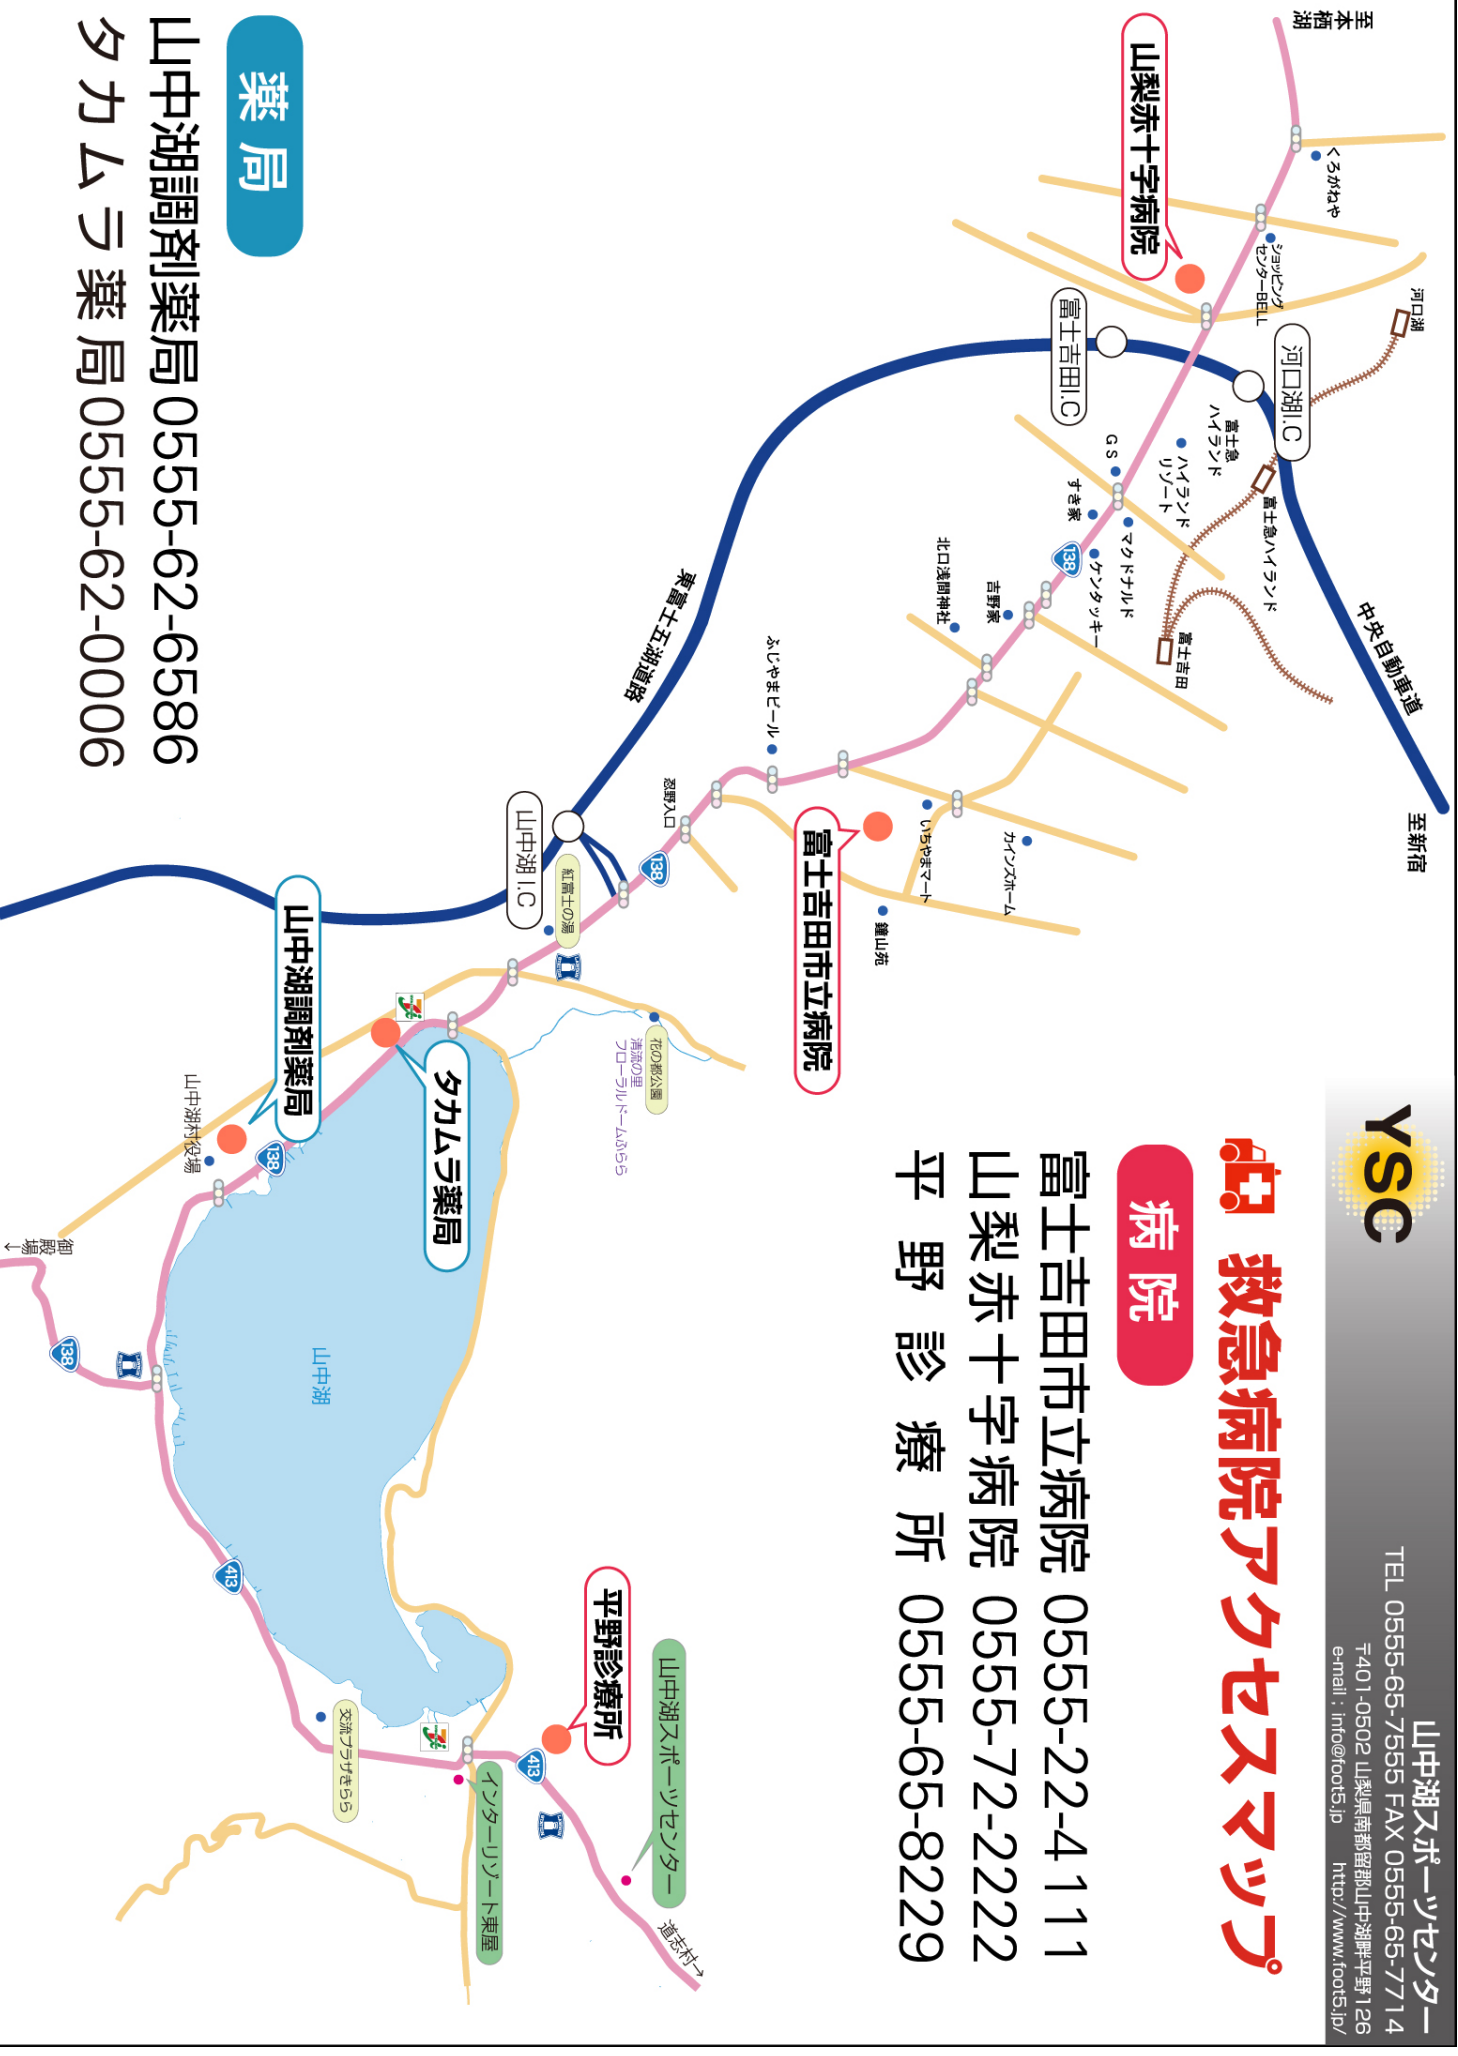 YSC
山中湖スポーツセンター
TEL 0555-65-7555 FAX 0555-65-7714
〒401-0502 山梨県南都留郡山中湖畔平野126
e-mail ; info@foot5.jp http://www.foot5.jp/
救急病院アクセスマップ
病院
富士吉田市立病院 0555-22-4111
山梨赤十字病院 0555-72-2222
平野診療所 0555-65-8229
至本栖湖
くろがねや
山梨赤十字病院
ショッピング
センターBELL
河口湖
河口湖I.C
富士吉田I.C
富士急
ハイランド
ハイランド
リゾート
富士急ハイランド
GS
すき家
マクドナルド
138
ケンタッキー
富士吉田
中央自動車道
至新宿
北口浅間神社
吉野家
東富士五湖道路
ふじやまビール
いちやまマート
カインズホーム
富士吉田市立病院
鐘山苑
忍野入口
138
山中湖 I.C
紅富士の湯
花の都公園
清流の里
フローラルドームふらら
山中湖調剤薬局
タカムラ薬局
山中湖村役場
138
御殿場→
138
山中湖
413
平野診療所
山中湖スポーツセンター
413
交流プラザきらら
インターリゾート東屋
道志村→
薬局
山中湖調剤薬局 0555-62-6586
タカムラ薬局 0555-62-0006